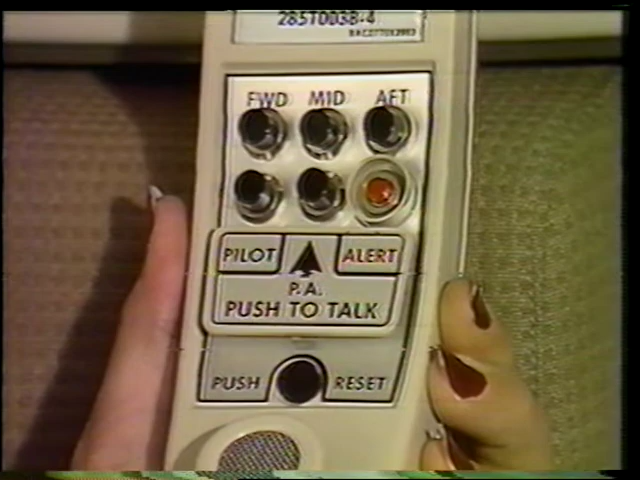 285T0038-4
FWD MID AFT
PILOT ALERT
P.A.
PUSH TO TALK
PUSH RESET